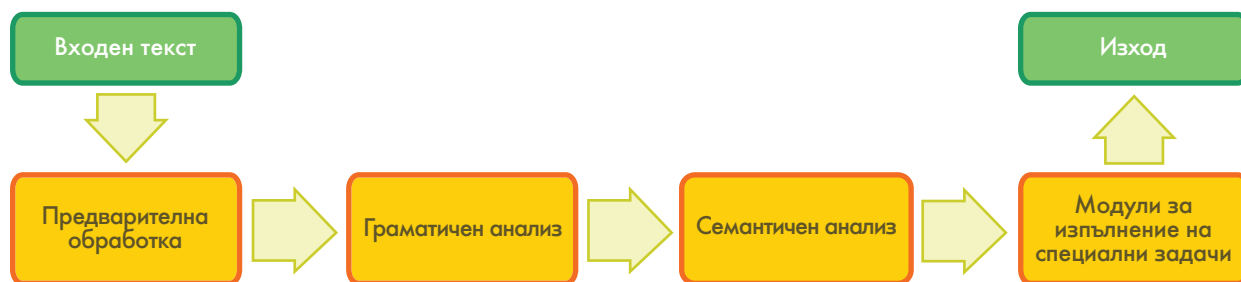 Входен текст
Изход
Предварителна
обработка
Граматичен анализ
Семантичен анализ
Модули за
изпълнение на
специални задачи